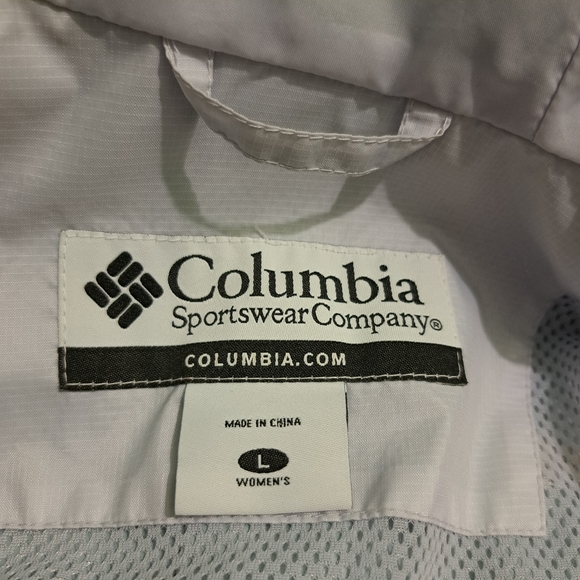 Columbia
Sportswear Company®
COLUMBIA.COM
MADE IN CHINA
L
WOMEN'S